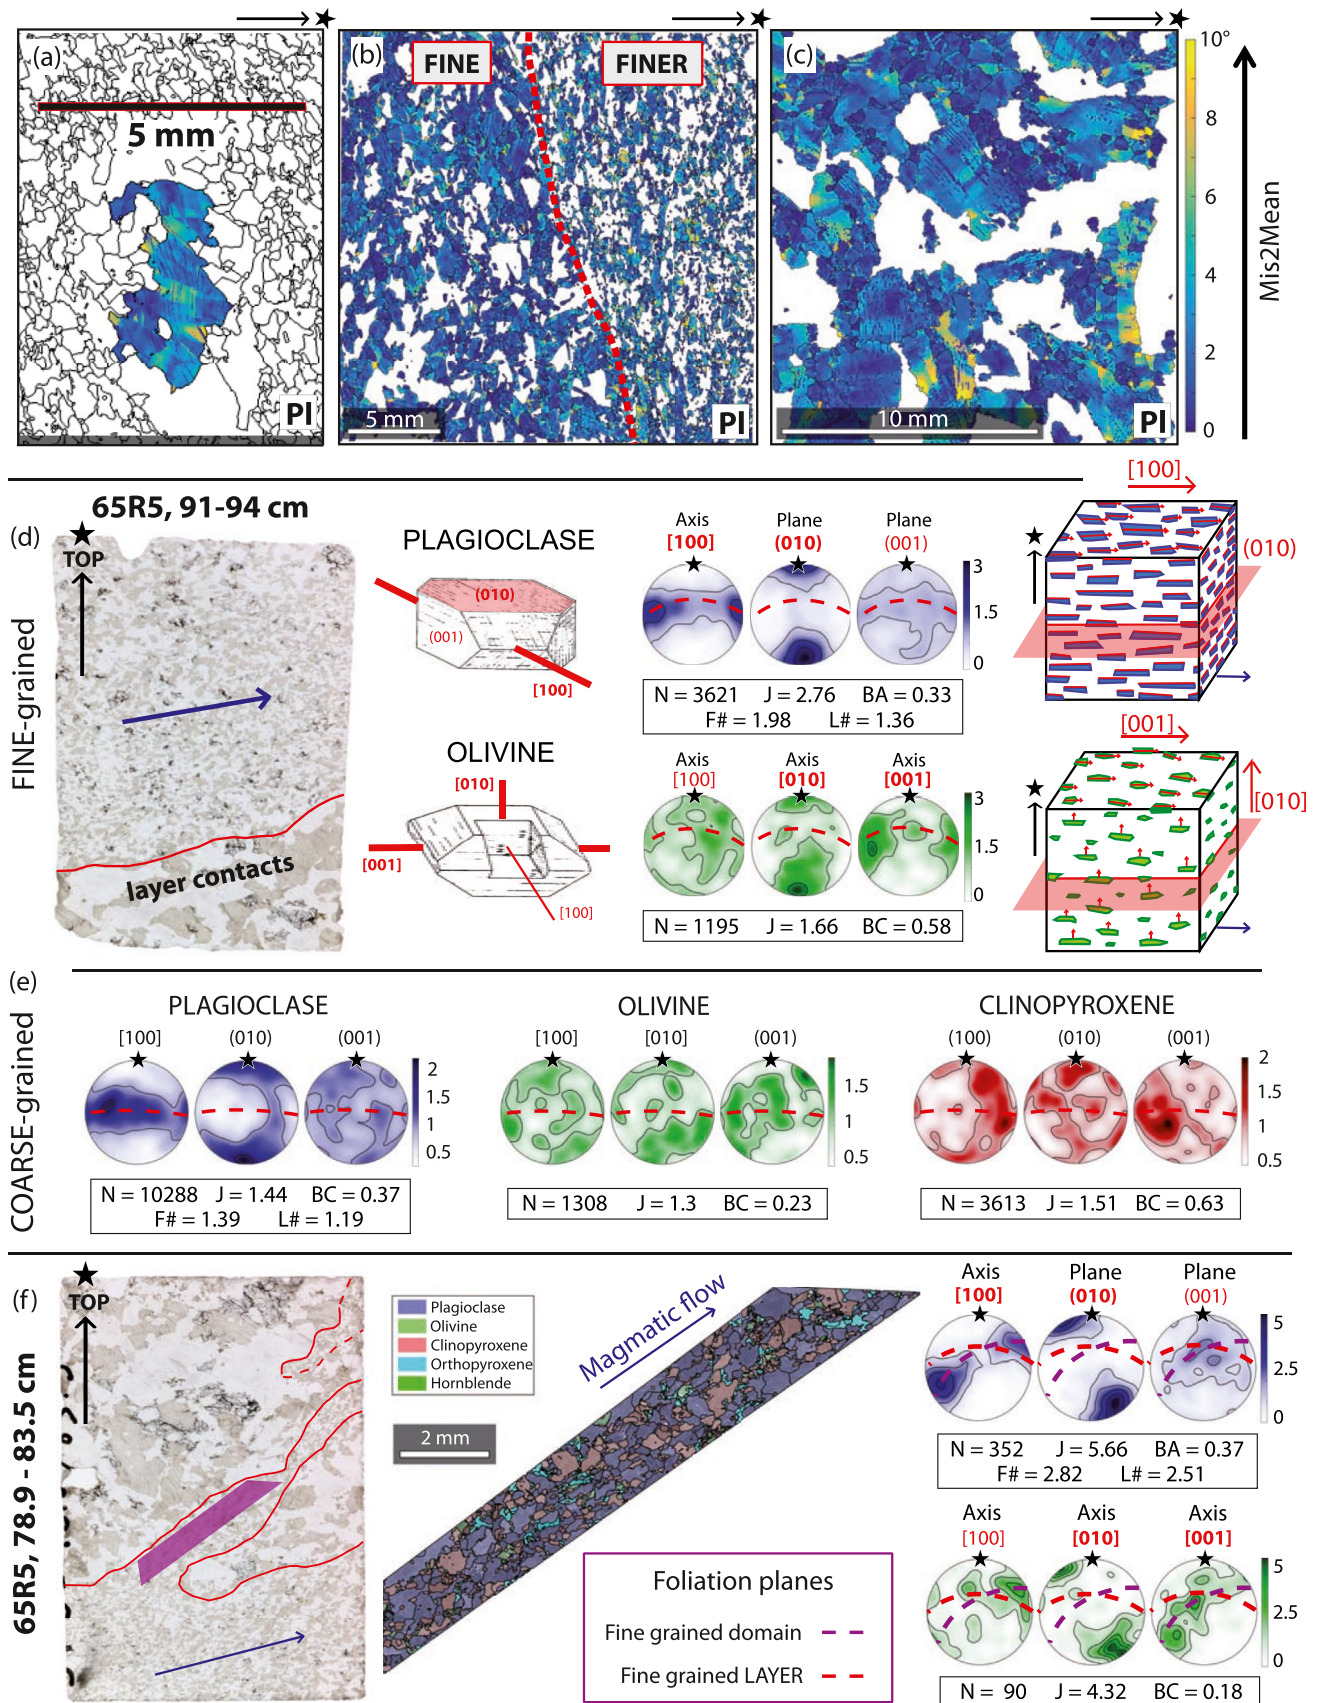 (a)
5 mm
Pl
(b)
FINE
FINER
5 mm
Pl
(c)
10 mm
Pl
10°
8
6
4
2
0
Mis2Mean
(d)
FINE-grained
65R5, 91-94 cm
TOP
layer contacts
PLAGIOCLASE
(010)
(001)
[100]
Axis
[100]
Plane
(010)
Plane
(001)
3
1.5
0
N = 3621 J = 2.76 BA = 0.33
F# = 1.98 L# = 1.36
[100]
(010)
OLIVINE
[010]
[001]
[100]
Axis
[100]
Axis
[010]
Axis
[001]
3
1.5
0
N = 1195 J = 1.66 BC = 0.58
[001]
[010]
(e)
COARSE-grained
PLAGIOCLASE
[100] (010) (001)
2
1.5
1
0.5
N = 10288 J = 1.44 BC = 0.37
F# = 1.39 L# = 1.19
OLIVINE
[100] [010] (001)
1.5
1
0.5
N = 1308 J = 1.3 BC = 0.23
CLINOPYROXENE
(100) (010) (001)
2
1.5
1
0.5
N = 3613 J = 1.51 BC = 0.63
(f)
65R5, 78.9 - 83.5 cm
TOP
Plagioclase
Olivine
Clinopyroxene
Orthopyroxene
Hornblende
2 mm
Magmatic flow
Foliation planes
Fine grained domain
Fine grained LAYER
Axis
[100]
Plane
(010)
Plane
(001)
5
2.5
0
N = 352 J = 5.66 BA = 0.37
F# = 2.82 L# = 2.51
Axis
[100]
Axis
[010]
Axis
[001]
5
2.5
0
N = 90 J = 4.32 BC = 0.18